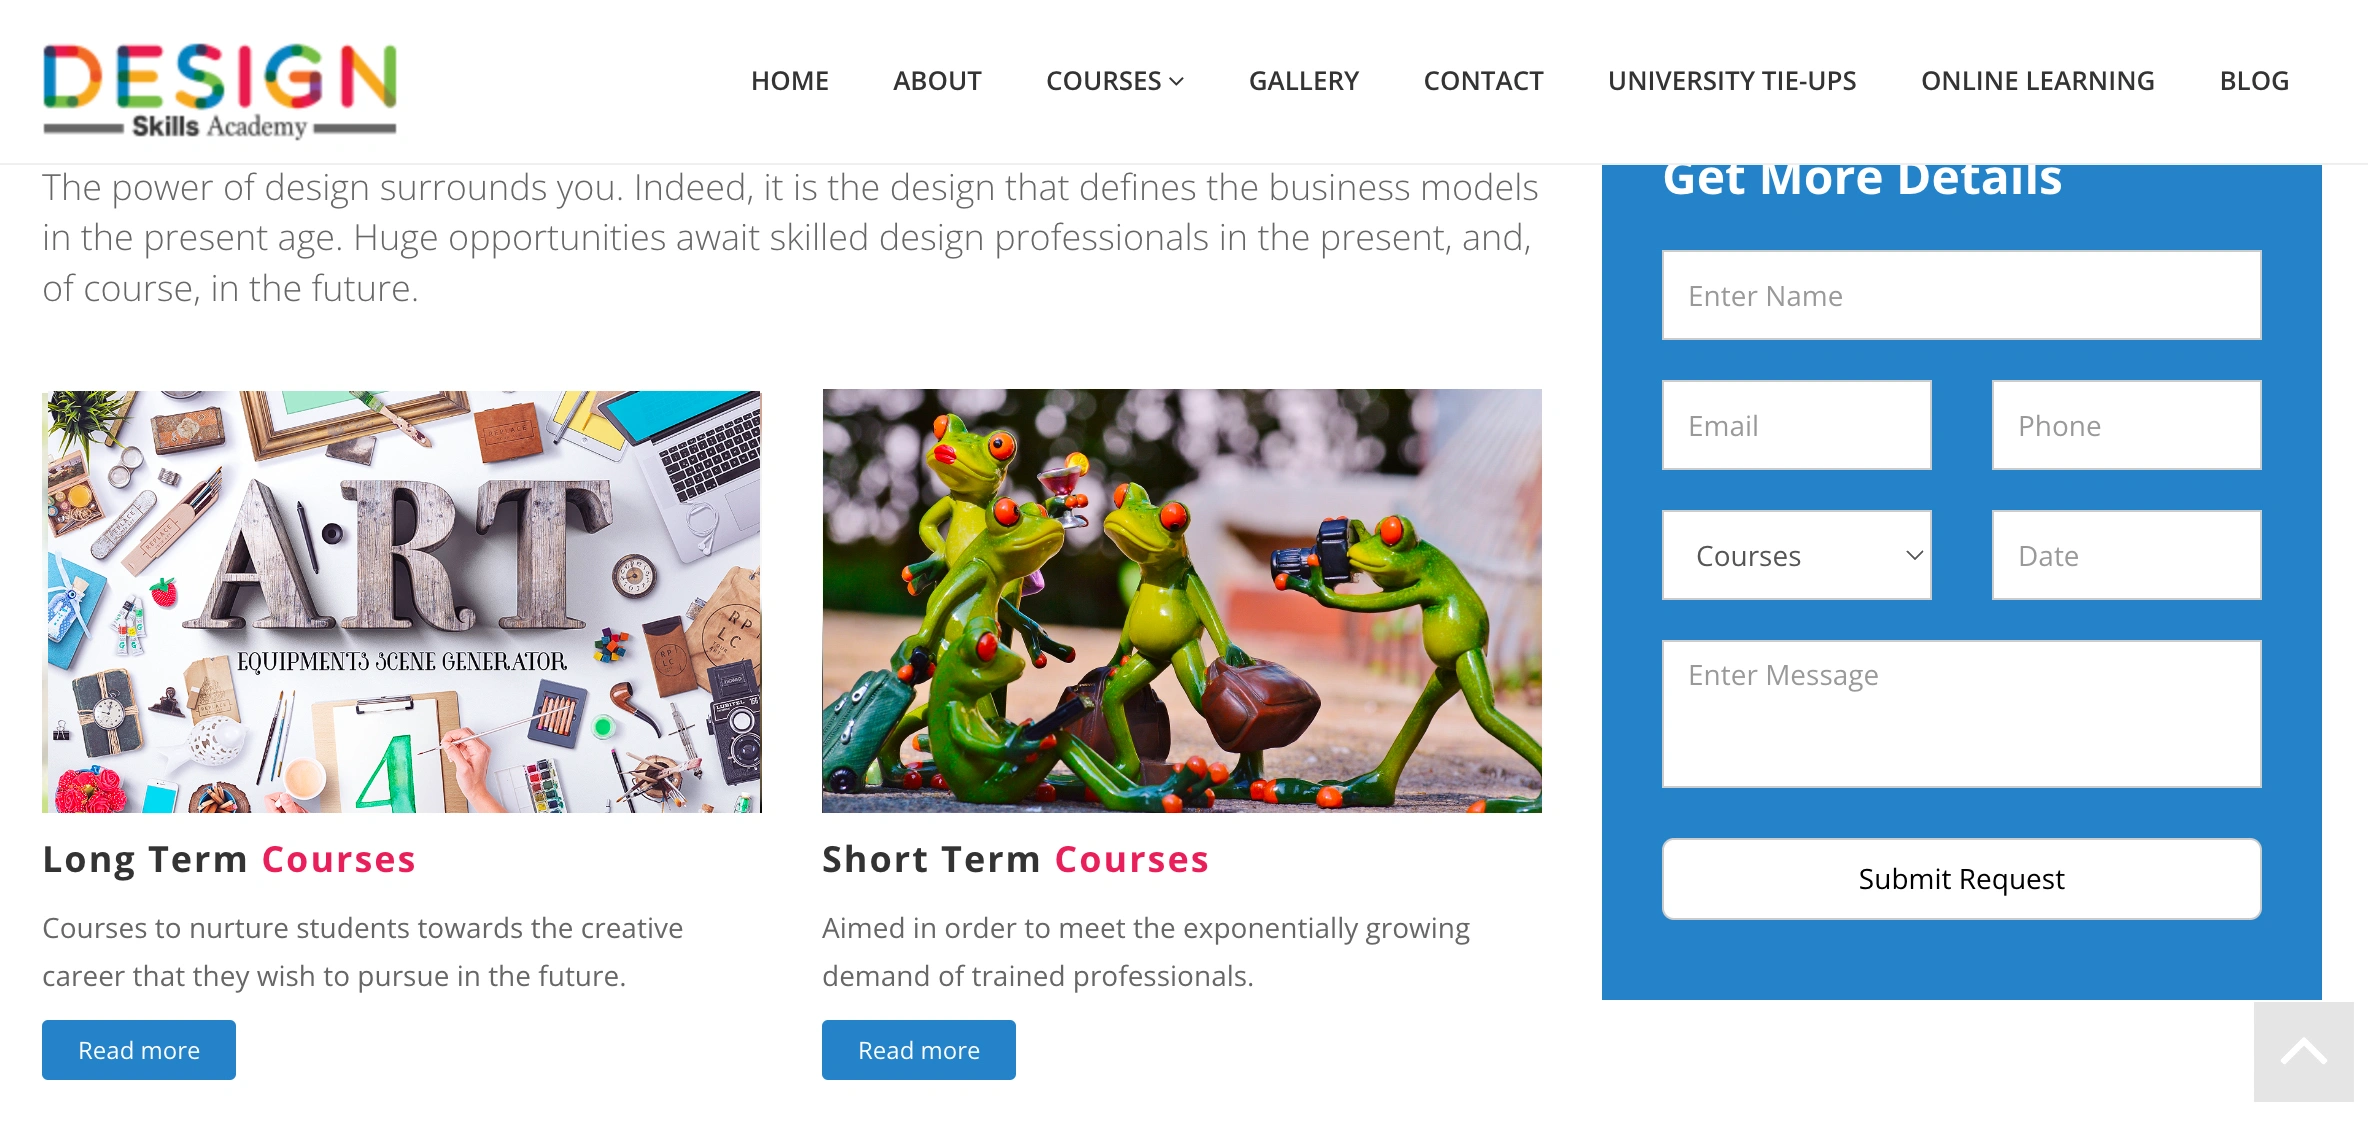 DESIGN
Skills Academy
HOME
ABOUT
COURSES
GALLERY
CONTACT
UNIVERSITY TIE-UPS
ONLINE LEARNING
BLOG
The power of design surrounds you. Indeed, it is the design that defines the business models
in the present age. Huge opportunities await skilled design professionals in the present, and,
of course, in the future.
ART
EQUIPMENTS SCENE GENERATOR
Long Term Courses
Courses to nurture students towards the creative
career that they wish to pursue in the future.
Read more
Short Term Courses
Aimed in order to meet the exponentially growing
demand of trained professionals.
Read more
Get More Details
Enter Name
Email
Phone
Courses
Date
Enter Message
Submit Request